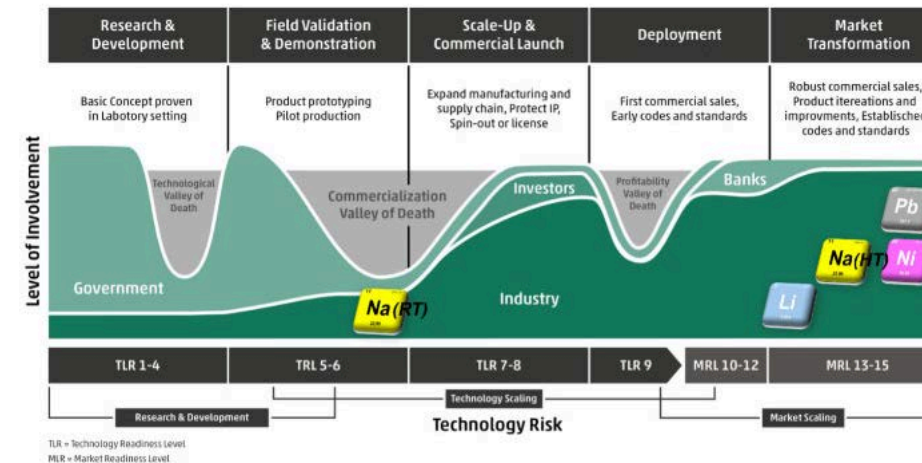 Research &
Development
Field Validation
& Demonstration
Scale-Up &
Commercial Launch
Deployment
Market
Transformation
Basic Concept proven
in Labotory setting
Product prototyping
Pilot production
Expand manufacturing and
supply chain, Protect IP,
Spin-out or license
First commercial sales,
Early codes and standards
Robust commercial sales,
Product itereations and
improvments, Established
codes and standards
Level of Involvement
Technological
Valley of
Death
Commercialization
Valley of Death
Investors
Profitability
Valley of
Death
Banks
Government
Industry
Na(RT)
Li
Na(HT)
Pb
Ni
TLR 1-4
TRL 5-6
TLR 7-8
TLR 9
MRL 10-12
MRL 13-15
Research & Development
Technology Scaling
Market Scaling
Technology Risk
TLR = Technology Readiness Level
MLR = Market Readiness Level